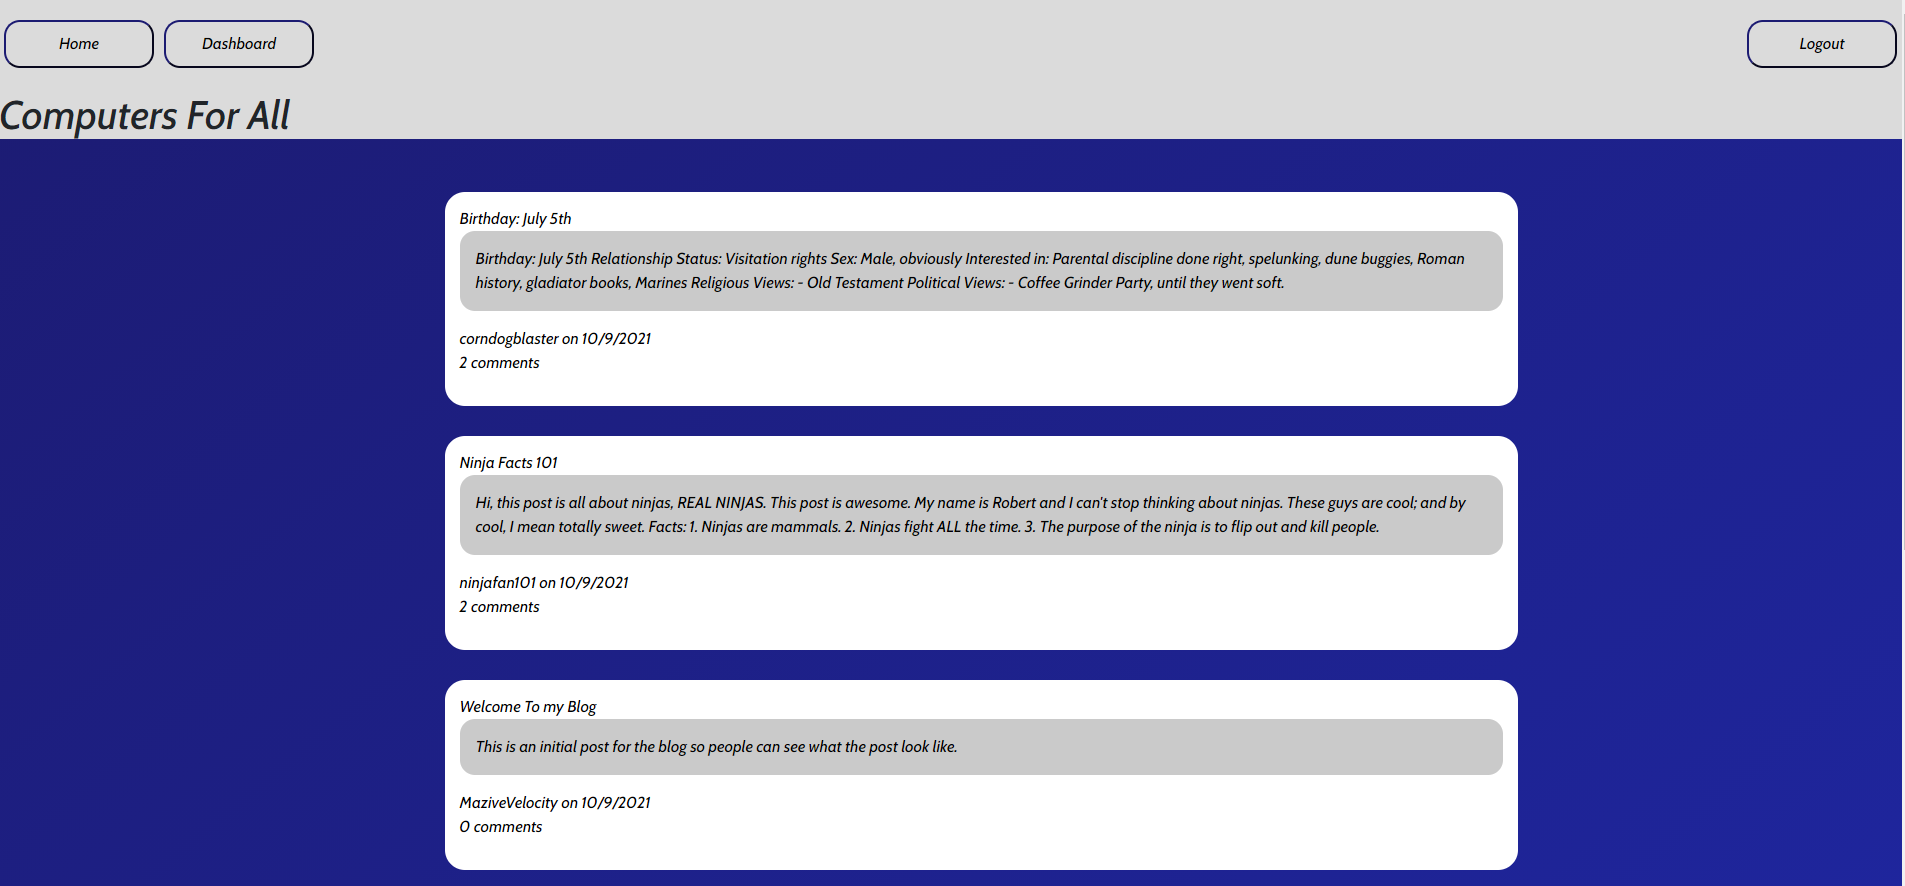 Home Dashboard Logout
Computers For All
Birthday: July 5th
Birthday: July 5th Relationship Status: Visitation rights Sex: Male, obviously Interested in: Parental discipline done right, spelunking, dune buggies, Roman
history, gladiator books, Marines Religious Views: - Old Testament Political Views: - Coffee Grinder Party, until they went soft.
corndogblaster on 10/9/2021
2 comments
Ninja Facts 101
Hi, this post is all about ninjas, REAL NINJAS. This post is awesome. My name is Robert and I can't stop thinking about ninjas. These guys are cool; and by
cool, I mean totally sweet. Facts: 1. Ninjas are mammals. 2. Ninjas fight ALL the time. 3. The purpose of the ninja is to flip out and kill people.
ninjafan101 on 10/9/2021
2 comments
Welcome To my Blog
This is an initial post for the blog so people can see what the post look like.
MaziveVelocity on 10/9/2021
0 comments